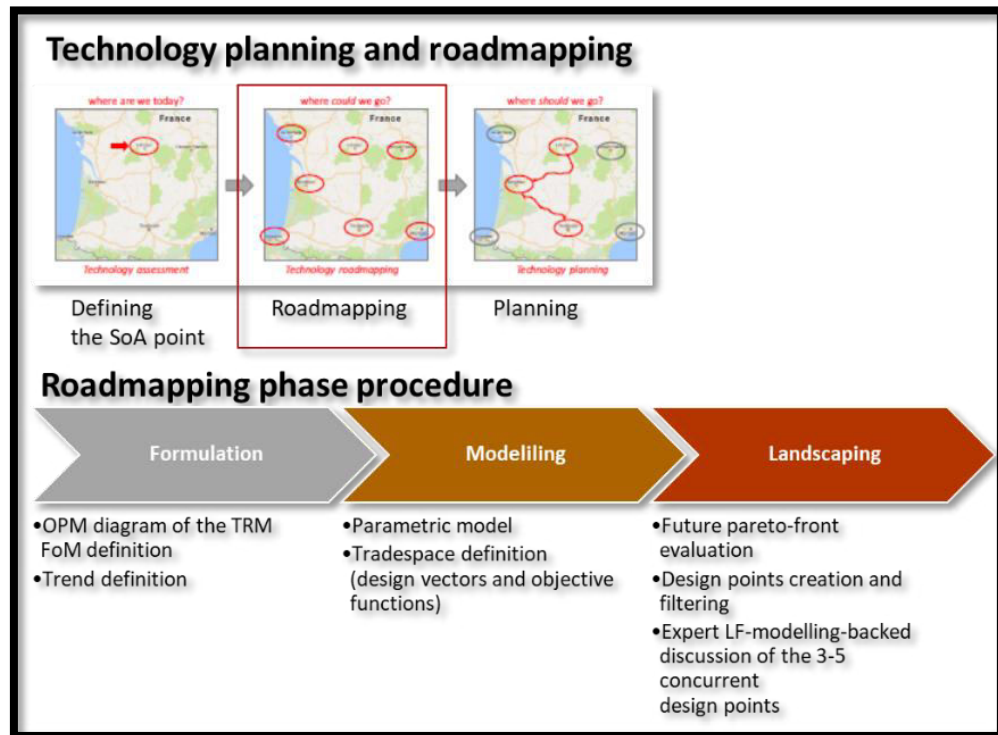 Technology planning and roadmapping
where are we today?
where could we go?
where should we go?
France
France
France
Technology assessment
Technology roadmapping
Technology planning
Defining
the SoA point
Roadmapping
Planning
Roadmapping phase procedure
Formulation
Modeliling
Landscaping
•OPM diagram of the TRM
FoM definition
•Trend definition
•Parametric model
•Tradespace definition
(design vectors and objective
functions)
•Future pareto-front
evaluation
•Design points creation and
filtering
•Expert LF-modelling-backed
discussion of the 3-5
concurrent
design points